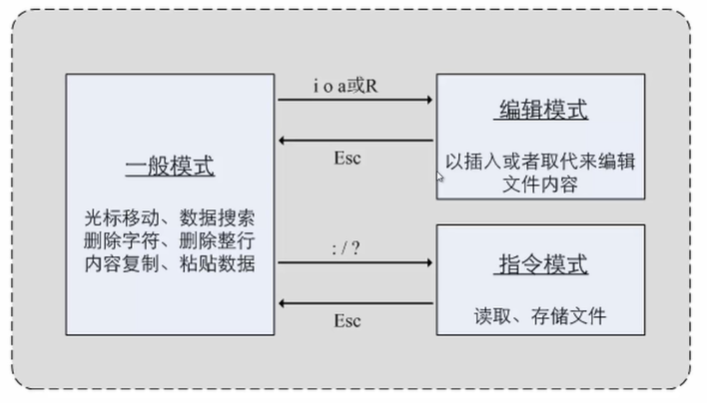 一般模式
光标移动、数据搜索
删除字符、删除整行
内容复制、粘贴数据
i o a或R
Esc
编辑模式
以插入或者取代来编辑
文件内容
: / ?
Esc
指令模式
读取、存储文件